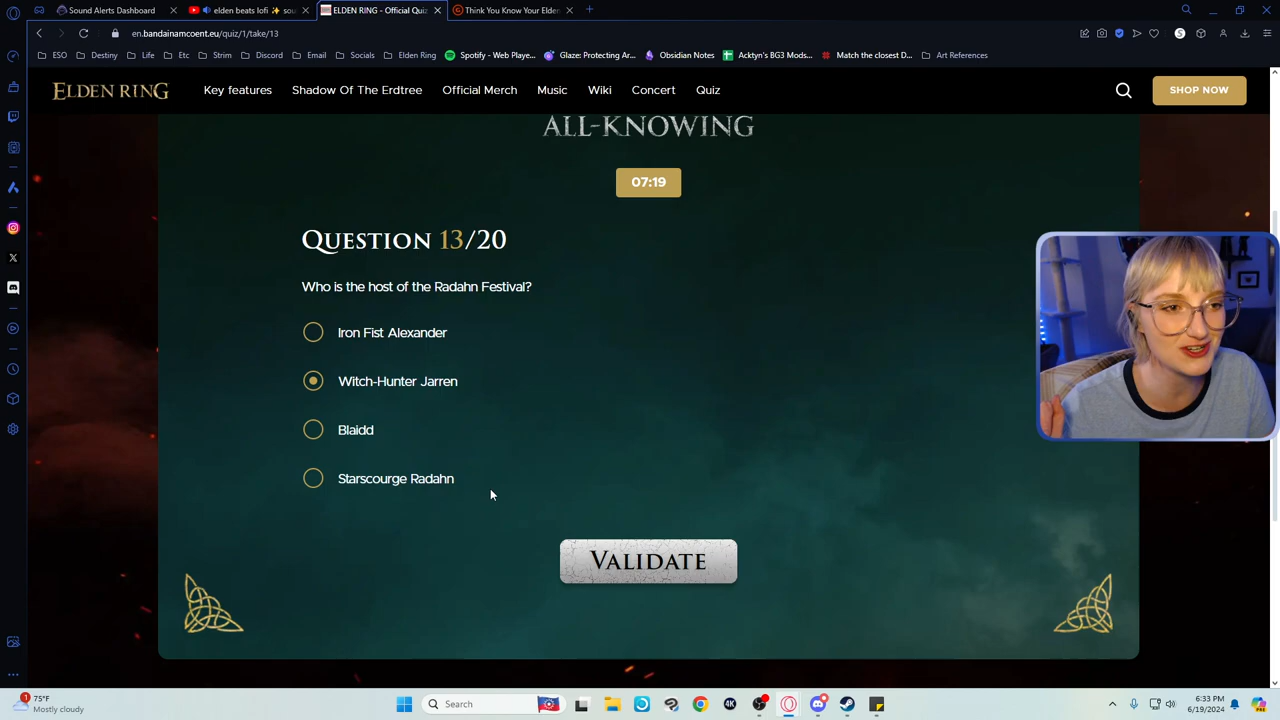 Sound Alerts Dashboard
elden beats lofi ✨ sou
ELDEN RING - Official Quiz
Think You Know Your Elden
en.bandainamcoent.eu/quiz/1/take/13
ESO
Destiny
Life
Etc
Strim
Discord
Email
Socials
Elden Ring
Spotify - Web Playe...
Glaze: Protecting Ar...
Obsidian Notes
Acktyn's BG3 Mods...
Match the closest D...
Art References
ELDEN RING
Key features
Shadow Of The Erdtree
Official Merch
Music
Wiki
Concert
Quiz
SHOP NOW
ALL-KNOWING
07:19
Question 13/20
Who is the host of the Radahn Festival?
Iron Fist Alexander
Witch-Hunter Jarren
Blaidd
Starscourge Radahn
Validate
1
75°F
Mostly cloudy
Search
4K
6:33 PM
6/19/2024